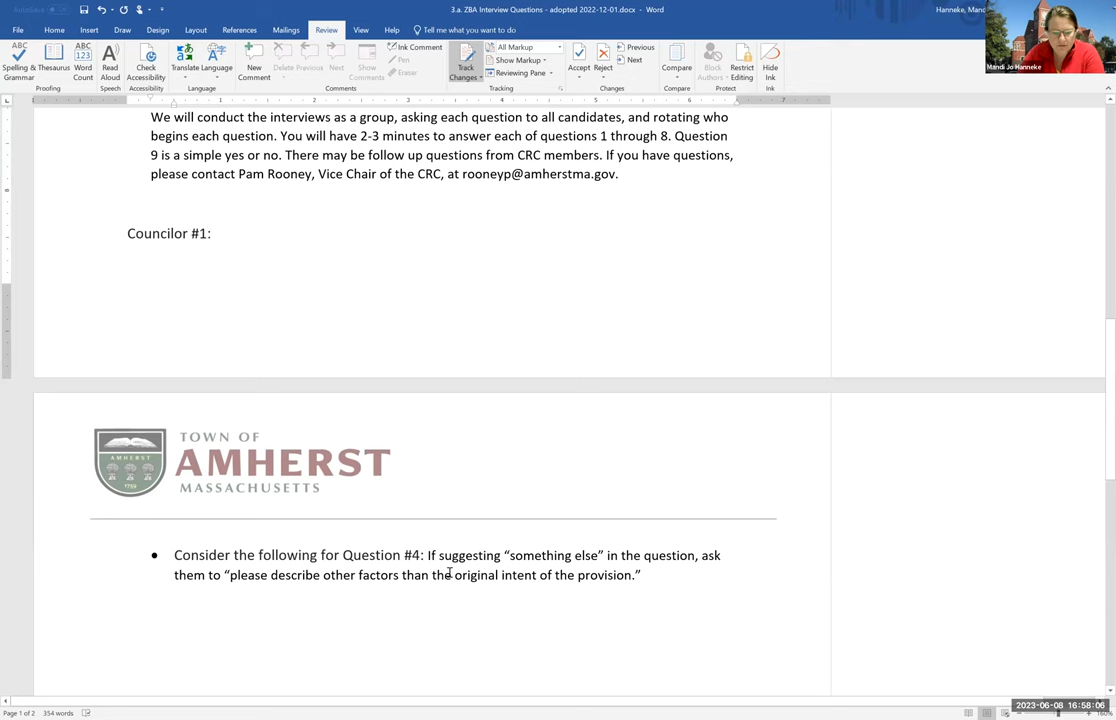 AutoSave Off
3.a. ZBA Interview Questions - adopted 2022-12-01.docx - Word
Hanneke, Mand
File Home Insert Draw Design Layout References Mailings Review View Help Tell me what you want to do
Spelling & Grammar Thesaurus Word Count Read Aloud Check Accessibility Translate Language New Comment Delete Previous Next Show Comments Ink Comment Pen Eraser Track Changes All Markup Show Markup Reviewing Pane Accept Reject Previous Next Compare Block Authors Restrict Editing Hide Ink
Proofing Speech Accessibility Language Comments Tracking Changes Compare Protect Ink
Mandi Jo Hanneke
1 2 3 4 5 6 7
We will conduct the interviews as a group, asking each question to all candidates, and rotating who
begins each question. You will have 2-3 minutes to answer each of questions 1 through 8. Question
9 is a simple yes or no. There may be follow up questions from CRC members. If you have questions,
please contact Pam Rooney, Vice Chair of the CRC, at rooneyp@amherstma.gov.
Councilor #1:
TOWN OF
AMHERST
MASSACHUSETTS
AMHERST
1759
• Consider the following for Question #4: If suggesting “something else” in the question, ask
them to “please describe other factors than the original intent of the provision.”
Page 1 of 2 354 words
2023-06-08 16:58:06
160%